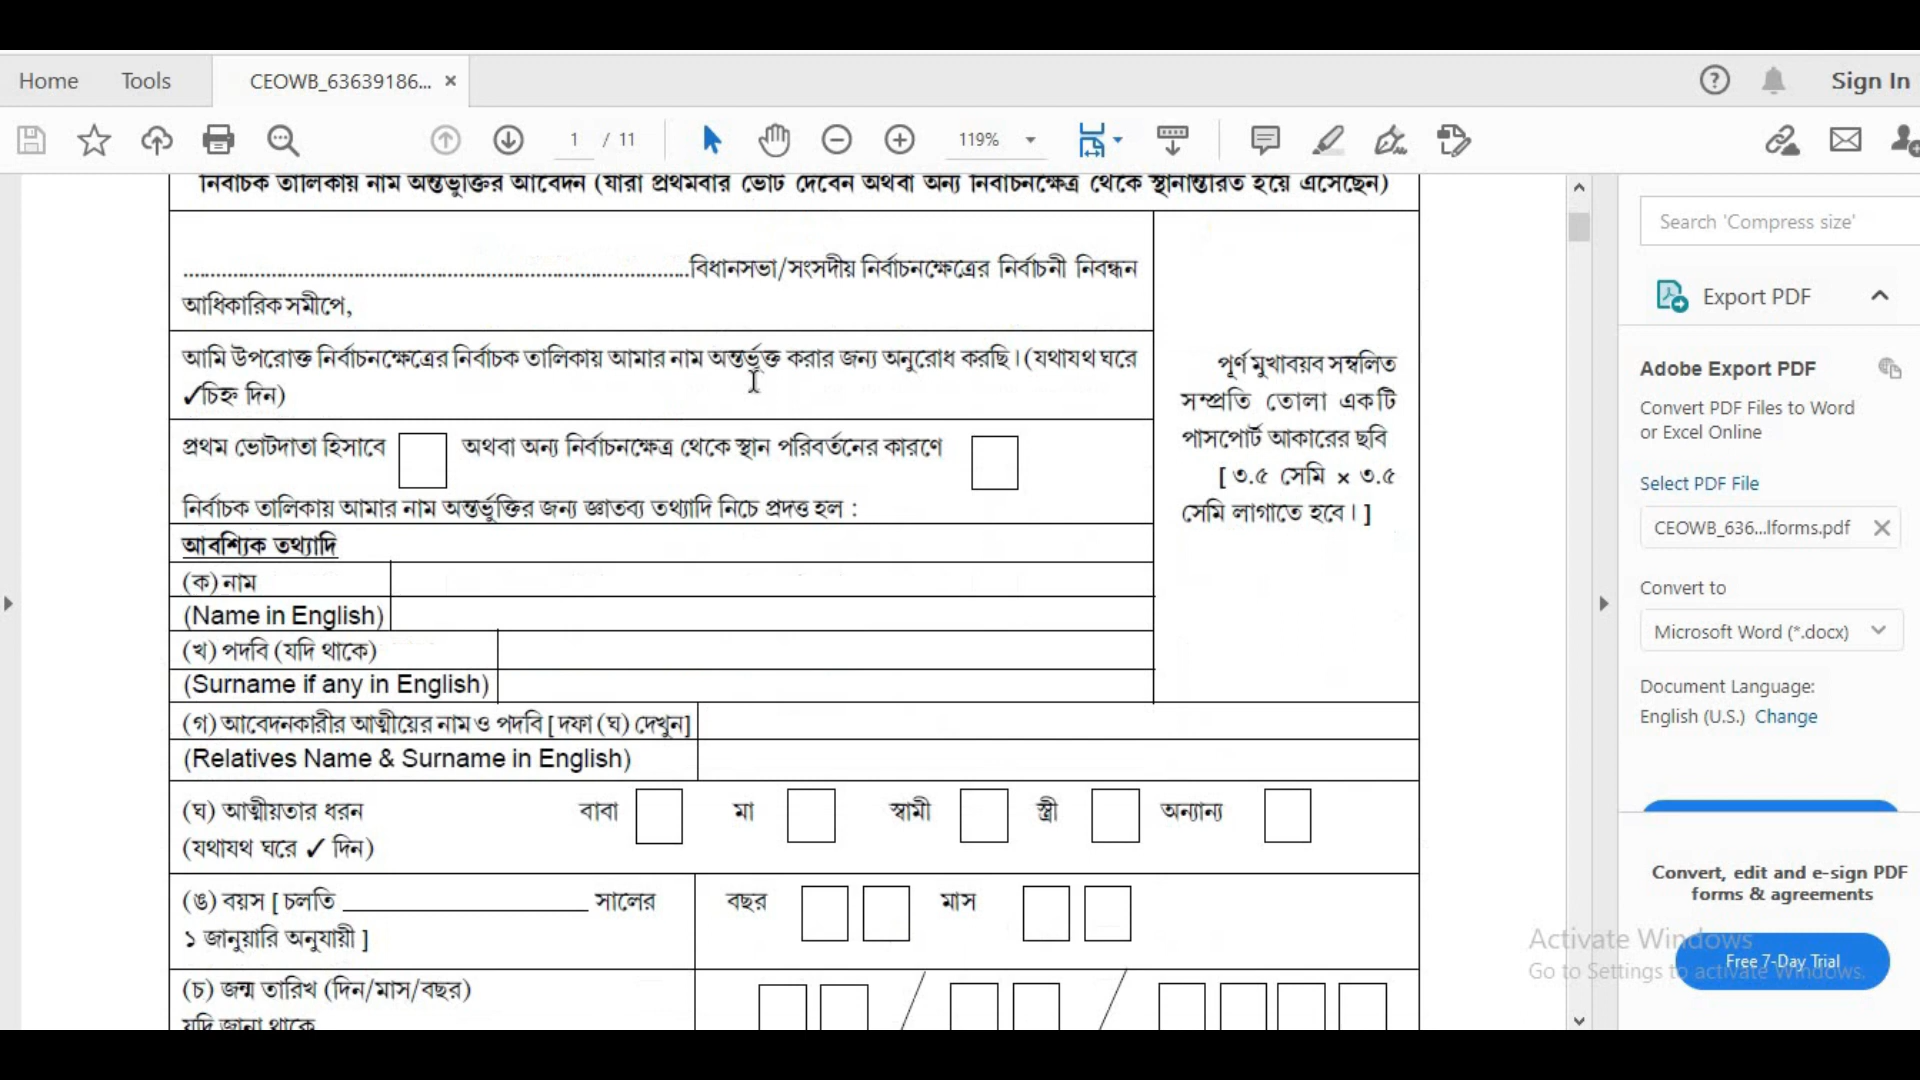 Home
Tools
CEOWB_63639186...
Sign In
1 / 11
119%
নির্বাচক তালিকায় নাম অন্তর্ভুক্তির আবেদন (যাঁরা প্রথমবার ভোট দেবেন অথবা অন্য নির্বাচনক্ষেত্র থেকে স্থানান্তরিত হয়ে এসেছেন)
বিধানসভা/সংসদীয় নির্বাচনক্ষেত্রের নির্বাচনী নিবন্ধন
আধিকারিক সমীপে,
আমি উপরোক্ত নির্বাচনক্ষেত্রের নির্বাচক তালিকায় আমার নাম অন্তর্ভুক্ত করার জন্য অনুরোধ করছি। (যথাযথ ঘরে
✓চিহ্ন দিন)
প্রথম ভোটদাতা হিসাবে অথবা অন্য নির্বাচনক্ষেত্র থেকে স্থান পরিবর্তনের কারণে
নির্বাচক তালিকায় আমার নাম অন্তর্ভুক্তির জন্য জ্ঞাতব্য তথ্যাদি নিচে প্রদত্ত হল :
আবশ্যিক তথ্যাদি
(ক) নাম
(Name in English)
(খ) পদবি (যদি থাকে)
(Surname if any in English)
(গ) আবেদনকারীর আত্মীয়ের নাম ও পদবি [ দফা (ঘ) দেখুন]
(Relatives Name & Surname in English)
(ঘ) আত্মীয়তার ধরন বাবা মা স্বামী স্ত্রী অন্যান্য
(যথাযথ ঘরে ✓ দিন)
(ঙ) বয়স [ চলতি ____________ সালের বছর মাস
১ জানুয়ারি অনুযায়ী ]
(চ) জন্ম তারিখ (দিন/মাস/বছর) / /
যদি জানা থাকে
পূর্ণ মুখাবয়ব সম্বলিত
সম্প্রতি তোলা একটি
পাসপোর্ট আকারের ছবি
[ ৩.৫ সেমি × ৩.৫
সেমি লাগাতে হবে। ]
Search 'Compress size'
Export PDF
Adobe Export PDF
Convert PDF Files to Word
or Excel Online
Select PDF File
CEOWB_636...lforms.pdf
Convert to
Microsoft Word (*.docx)
Document Language:
English (U.S.) Change
Convert, edit and e-sign PDF
forms & agreements
Free 7-Day Trial
Activate Windows
Go to Settings to activate Windows.